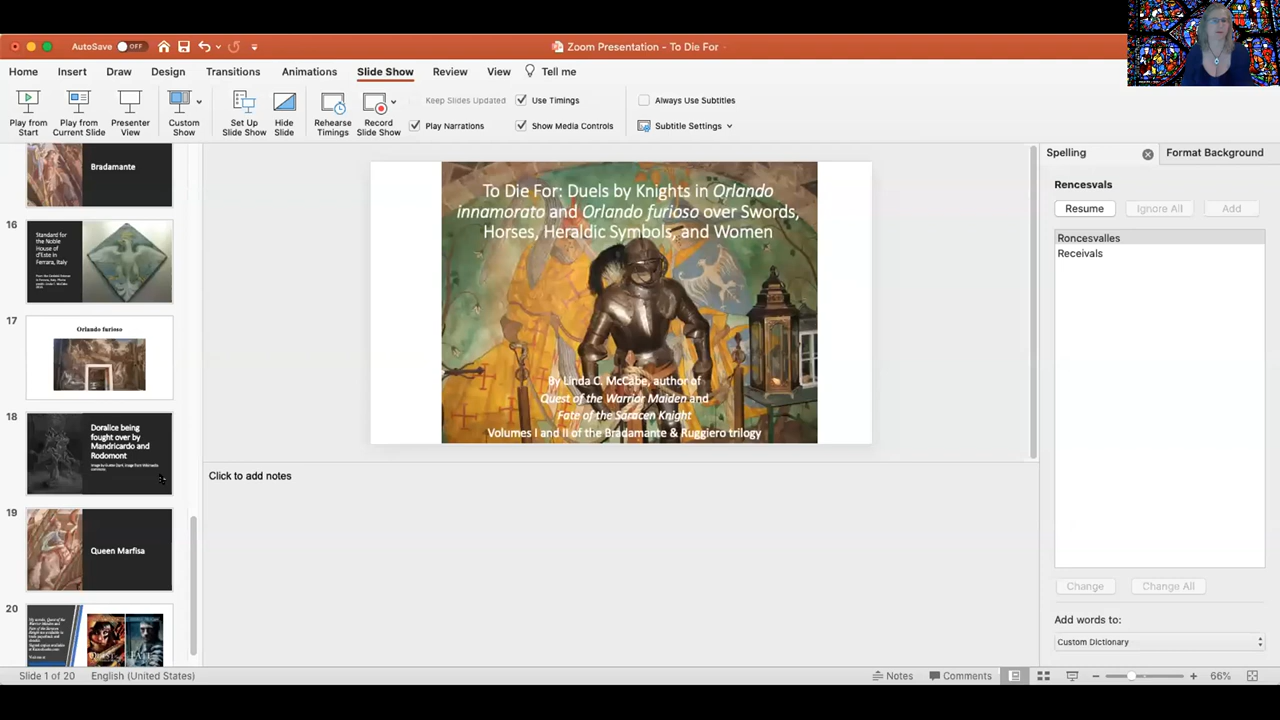 AutoSave OFF
Zoom Presentation - To Die For
Home Insert Draw Design Transitions Animations Slide Show Review View Tell me
Play from Start
Play from Current Slide
Presenter View
Custom Show
Set Up Slide Show
Hide Slide
Rehearse Timings
Record Slide Show
Keep Slides Updated
Play Narrations
Use Timings
Show Media Controls
Always Use Subtitles
Subtitle Settings
Bradamante
16
Standard for
the Noble
House of
d'Este in
Ferrara, Italy
17
Orlando furioso
18
Doralice being
fought over by
Mandricardo and
Rodomont
19
Queen Marfisa
20
To Die For: Duels by Knights in Orlando
innamorato and Orlando furioso over Swords,
Horses, Heraldic Symbols, and Women
By Linda C. McCabe, author of
Quest of the Warrior Maiden and
Fate of the Saracen Knight
Volumes I and II of the Bradamante & Ruggiero trilogy
Click to add notes
Spelling
Format Background
Rencesvals
Resume Ignore All Add
Roncesvalles
Receivals
Change Change All
Add words to:
Custom Dictionary
Slide 1 of 20 English (United States) Notes Comments 66%